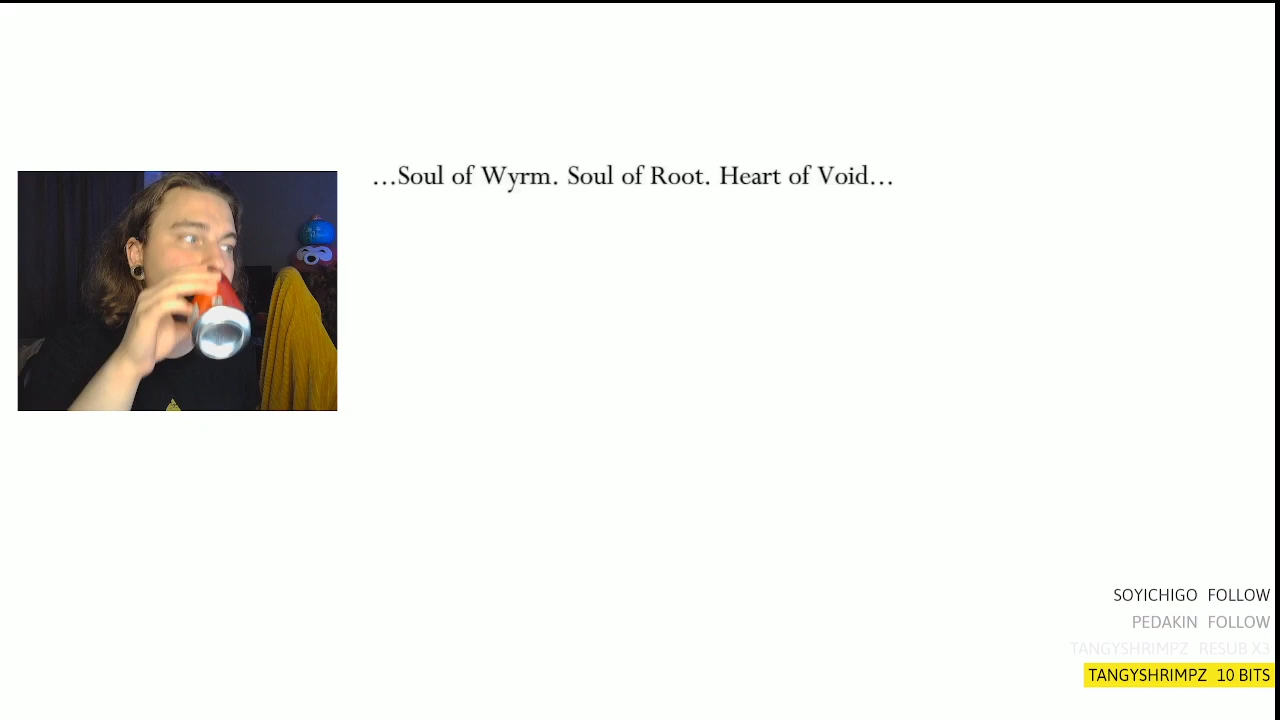 …Soul of Wyrm. Soul of Root. Heart of Void…
SOYICHIGO FOLLOW
PEDAKIN FOLLOW
TANGYSHRIMPZ RESUB X3
TANGYSHRIMPZ 10 BITS